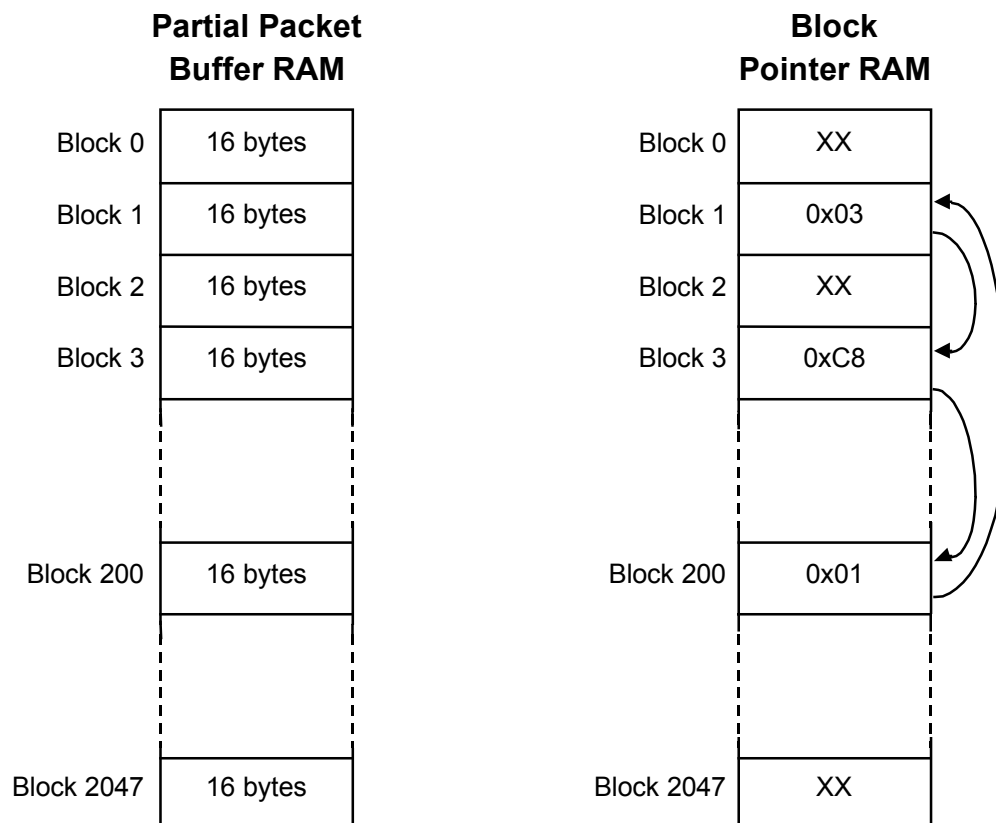 Partial Packet
Buffer RAM
Block 0 16 bytes
Block 1 16 bytes
Block 2 16 bytes
Block 3 16 bytes
Block 200 16 bytes
Block 2047 16 bytes
Block
Pointer RAM
Block 0 XX
Block 1 0x03
Block 2 XX
Block 3 0xC8
Block 200 0x01
Block 2047 XX